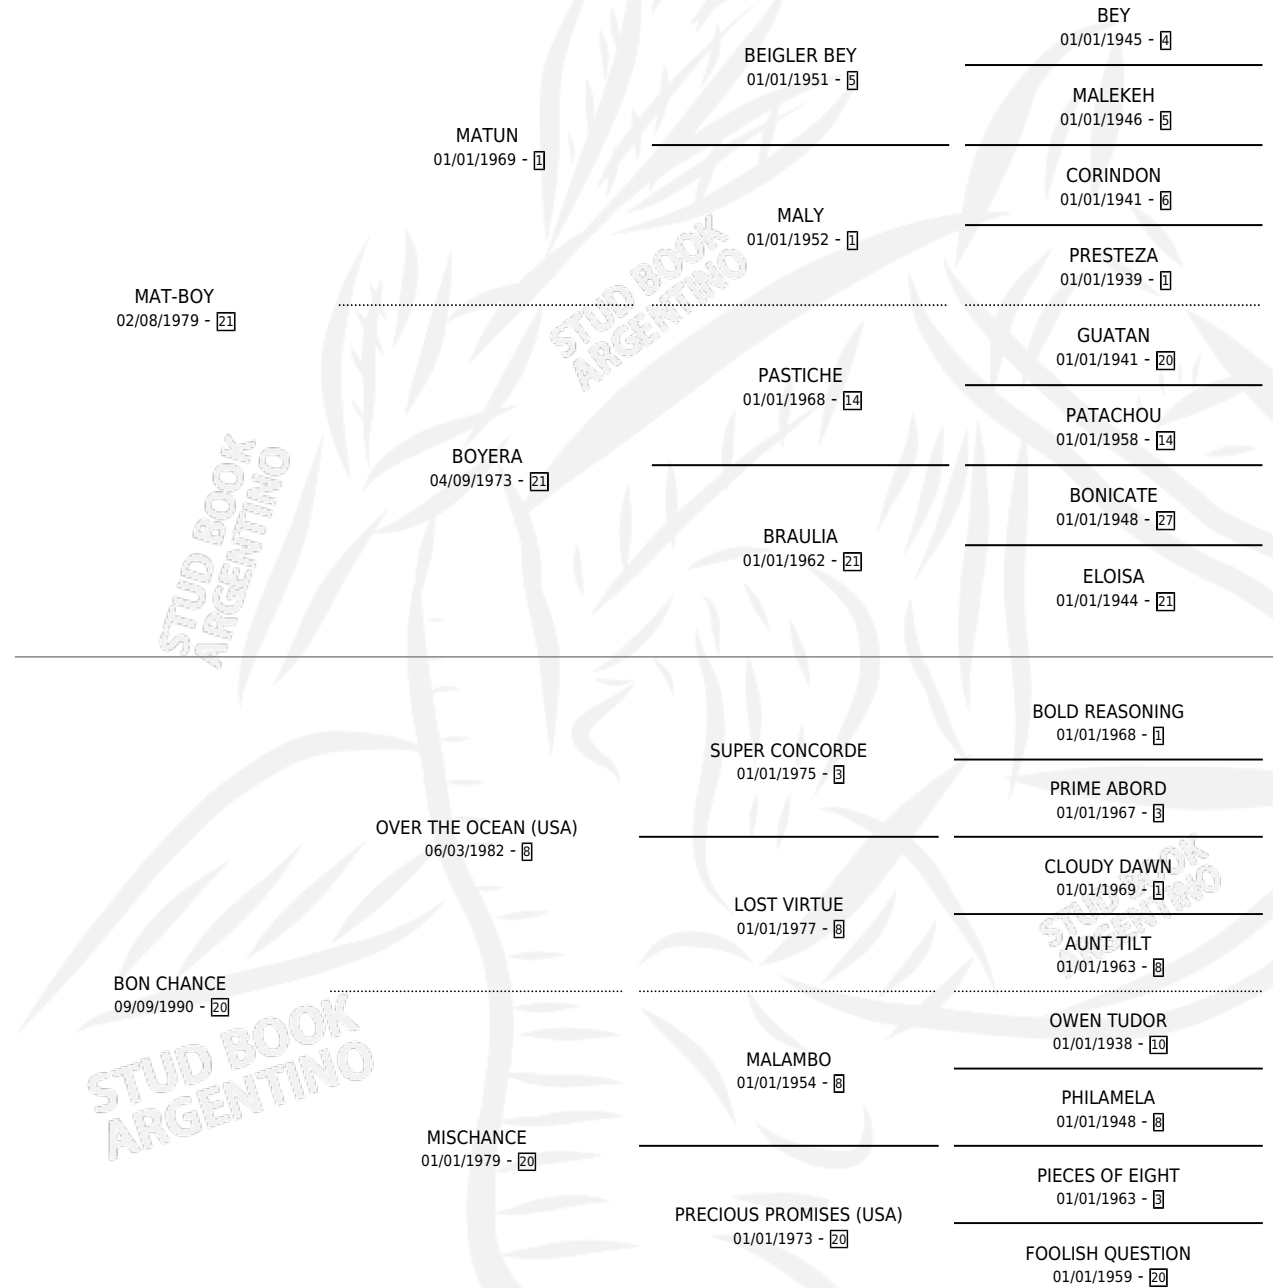 BEY
01/01/1945 - 4
BEIGLER BEY
01/01/1951 - 5
MALEKEH
01/01/1946 - 5
MATUN
01/01/1969 - 1
CORINDON
01/01/1941 - 6
MALY
01/01/1952 - 1
PRESTEZA
01/01/1939 - 1
MAT-BOY
02/08/1979 - 21
GUATAN
01/01/1941 - 20
PASTICHE
01/01/1968 - 14
PATACHOU
01/01/1958 - 14
BOYERA
04/09/1973 - 21
BONICATE
01/01/1948 - 27
BRAULIA
01/01/1962 - 21
ELOISA
01/01/1944 - 21
STUD BOOK
ARGENTINO
STUD BOOK
ARGENTINO
BOLD REASONING
01/01/1968 - 1
SUPER CONCORDE
01/01/1975 - 3
PRIME ABORD
01/01/1967 - 3
OVER THE OCEAN (USA)
06/03/1982 - 8
CLOUDY DAWN
01/01/1969 - 1
LOST VIRTUE
01/01/1977 - 8
AUNT TILT
01/01/1963 - 8
BON CHANCE
09/09/1990 - 20
OWEN TUDOR
01/01/1938 - 10
MALAMBO
01/01/1954 - 8
PHILAMELA
01/01/1948 - 8
MISCHANCE
01/01/1979 - 20
PIECES OF EIGHT
01/01/1963 - 3
PRECIOUS PROMISES (USA)
01/01/1973 - 20
FOOLISH QUESTION
01/01/1959 - 20
STUD BOOK
ARGENTINO
STUD BOOK
ARGENTINO